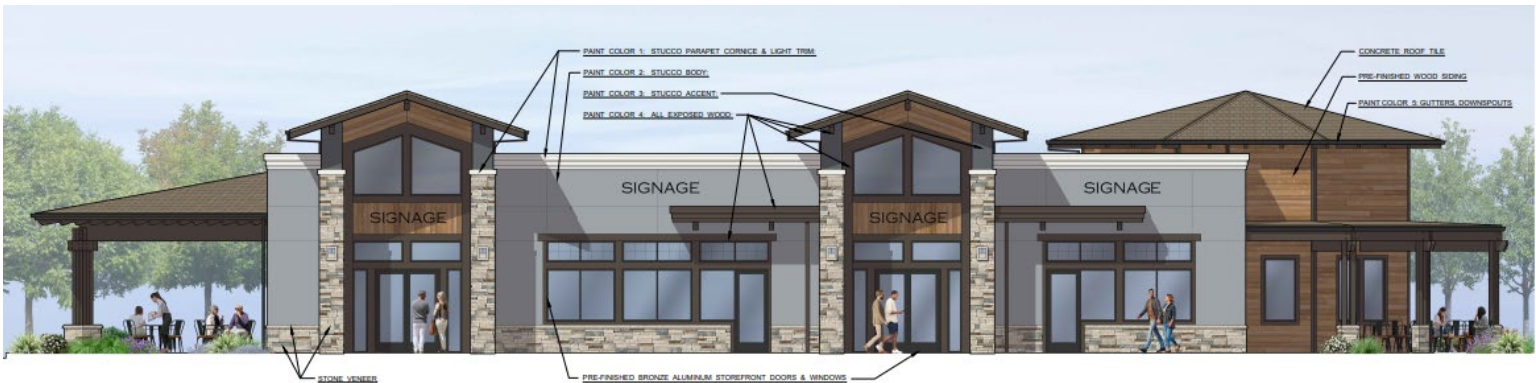 PAINT COLOR 1: STUCCO PARAPET CORNICE & LIGHT TRIM;
PAINT COLOR 2: STUCCO BODY;
PAINT COLOR 3: STUCCO ACCENT;
PAINT COLOR 4: ALL EXPOSED WOOD;
CONCRETE ROOF TILE
PRE-FINISHED WOOD SIDING
PAINT COLOR 5: GUTTERS, DOWNSPOUTS
SIGNAGE
SIGNAGE
SIGNAGE
SIGNAGE
STONE VENEER
PRE-FINISHED BRONZE ALUMINUM STOREFRONT DOORS & WINDOWS